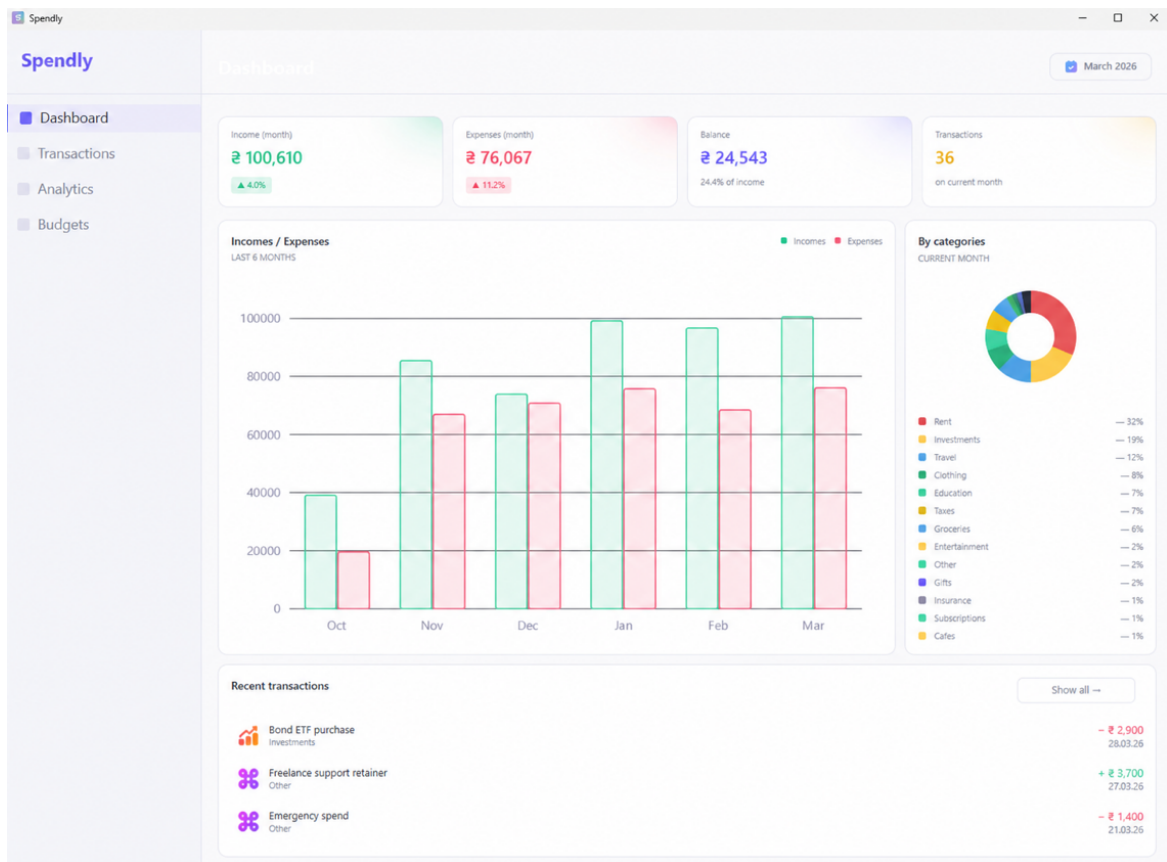 Spendly
Spendly
Dashboard
March 2026
Dashboard
Transactions
Analytics
Budgets
Income (month)
₴ 100,610
▲ 4.0%
Expenses (month)
₴ 76,067
▲ 11,2%
Balance
₴ 24,543
24.4% of income
Transactions
36
on current month
Incomes / Expenses
LAST 6 MONTHS
Incomes
Expenses
100000
80000
60000
40000
20000
0
Oct
Nov
Dec
Jan
Feb
Mar
By categories
CURRENT MONTH
Rent — 32%
Investments — 19%
Travel — 12%
Clothing — 8%
Education — 7%
Taxes — 7%
Groceries — 6%
Entertainment — 2%
Other — 2%
Gifts — 2%
Insurance — 1%
Subscriptions — 1%
Cafes — 1%
Recent transactions
Show all →
Bond ETF purchase
Investments
− ₴ 2,900
28.03.26
Freelance support retainer
Other
+ ₴ 3,700
27.03.26
Emergency spend
Other
− ₴ 1,400
21.03.26